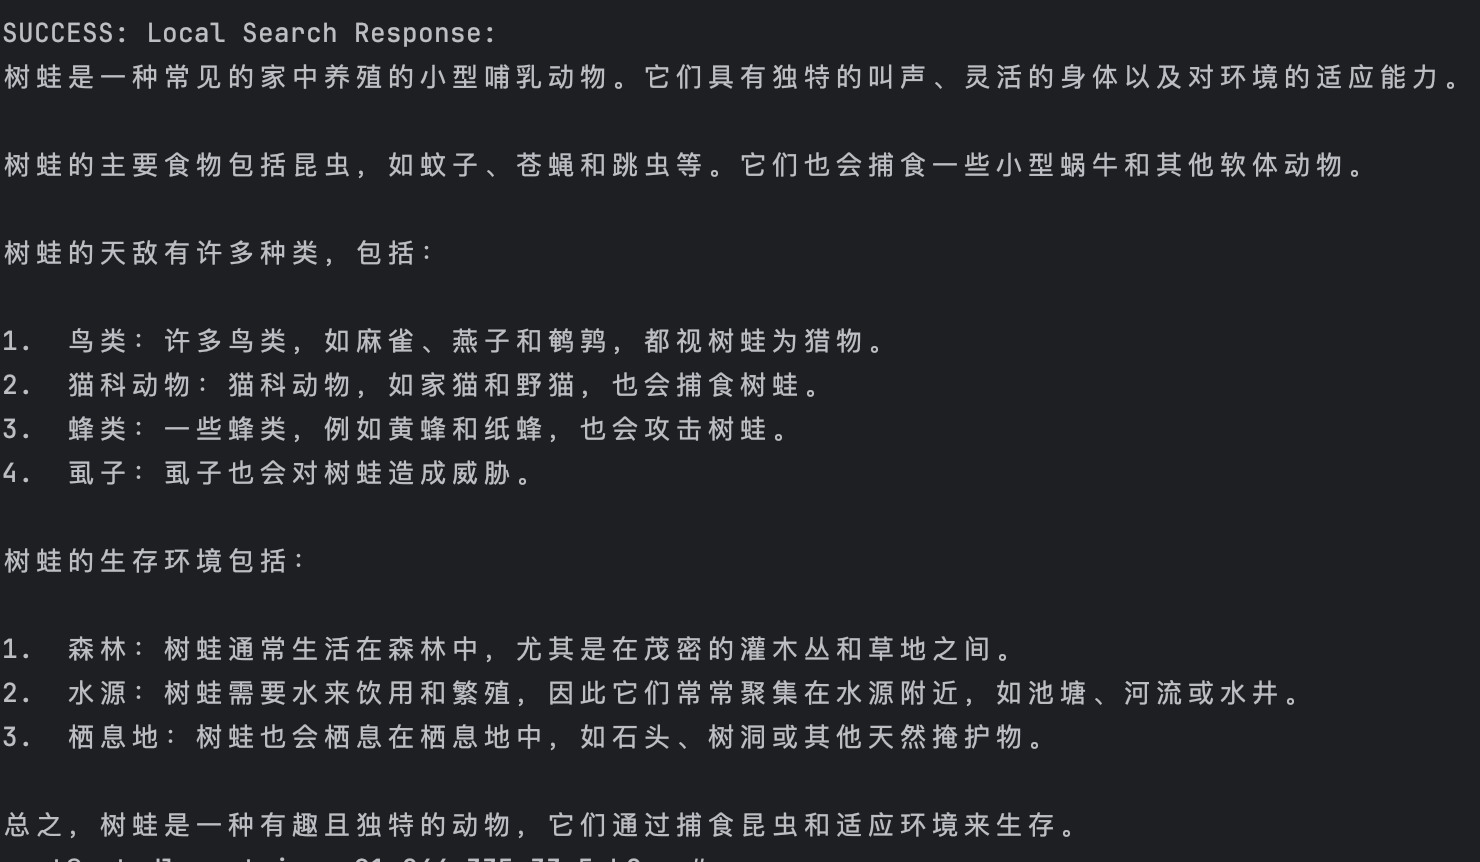 SUCCESS: Local Search Response:
树蛙是一种常见的家中养殖的小型哺乳动物。它们具有独特的叫声、灵活的身体以及对环境的适应能力。
树蛙的主要食物包括昆虫，如蚊子、苍蝇和跳虫等。它们也会捕食一些小型蜗牛和其他软体动物。
树蛙的天敌有许多种类，包括：
1. 鸟类：许多鸟类，如麻雀、燕子和鹌鹑，都视树蛙为猎物。
2. 猫科动物：猫科动物，如家猫和野猫，也会捕食树蛙。
3. 蜂类：一些蜂类，例如黄蜂和纸蜂，也会攻击树蛙。
4. 虱子：虱子也会对树蛙造成威胁。
树蛙的生存环境包括：
1. 森林：树蛙通常生活在森林中，尤其是在茂密的灌木丛和草地之间。
2. 水源：树蛙需要水来饮用和繁殖，因此它们常常聚集在水源附近，如池塘、河流或水井。
3. 栖息地：树蛙也会栖息在栖息地中，如石头、树洞或其他天然掩护物。
总之，树蛙是一种有趣且独特的动物，它们通过捕食昆虫和适应环境来生存。